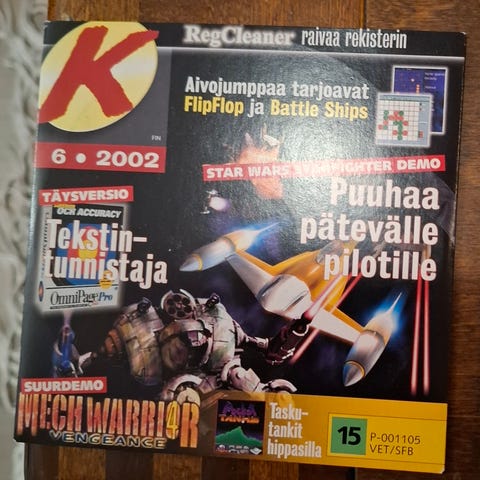 K
RegCleaner raivaa rekisterin
Aivojumppaa tarjoavat
FlipFlop ja Battle Ships
FIN
6 • 2002
STAR WARS STARFIGHTER DEMO
Puuhaa
pätevälle
pilotille
TÄYSVERSIO
OCR ACCURACY
Tekstin-
tunnistaja
OmniPage Pro
SUURDEMO
MECHWARRIOR 4
VENGEANCE
Tasku-
tankit
hippasilla
15
P-001105
VET/SFB